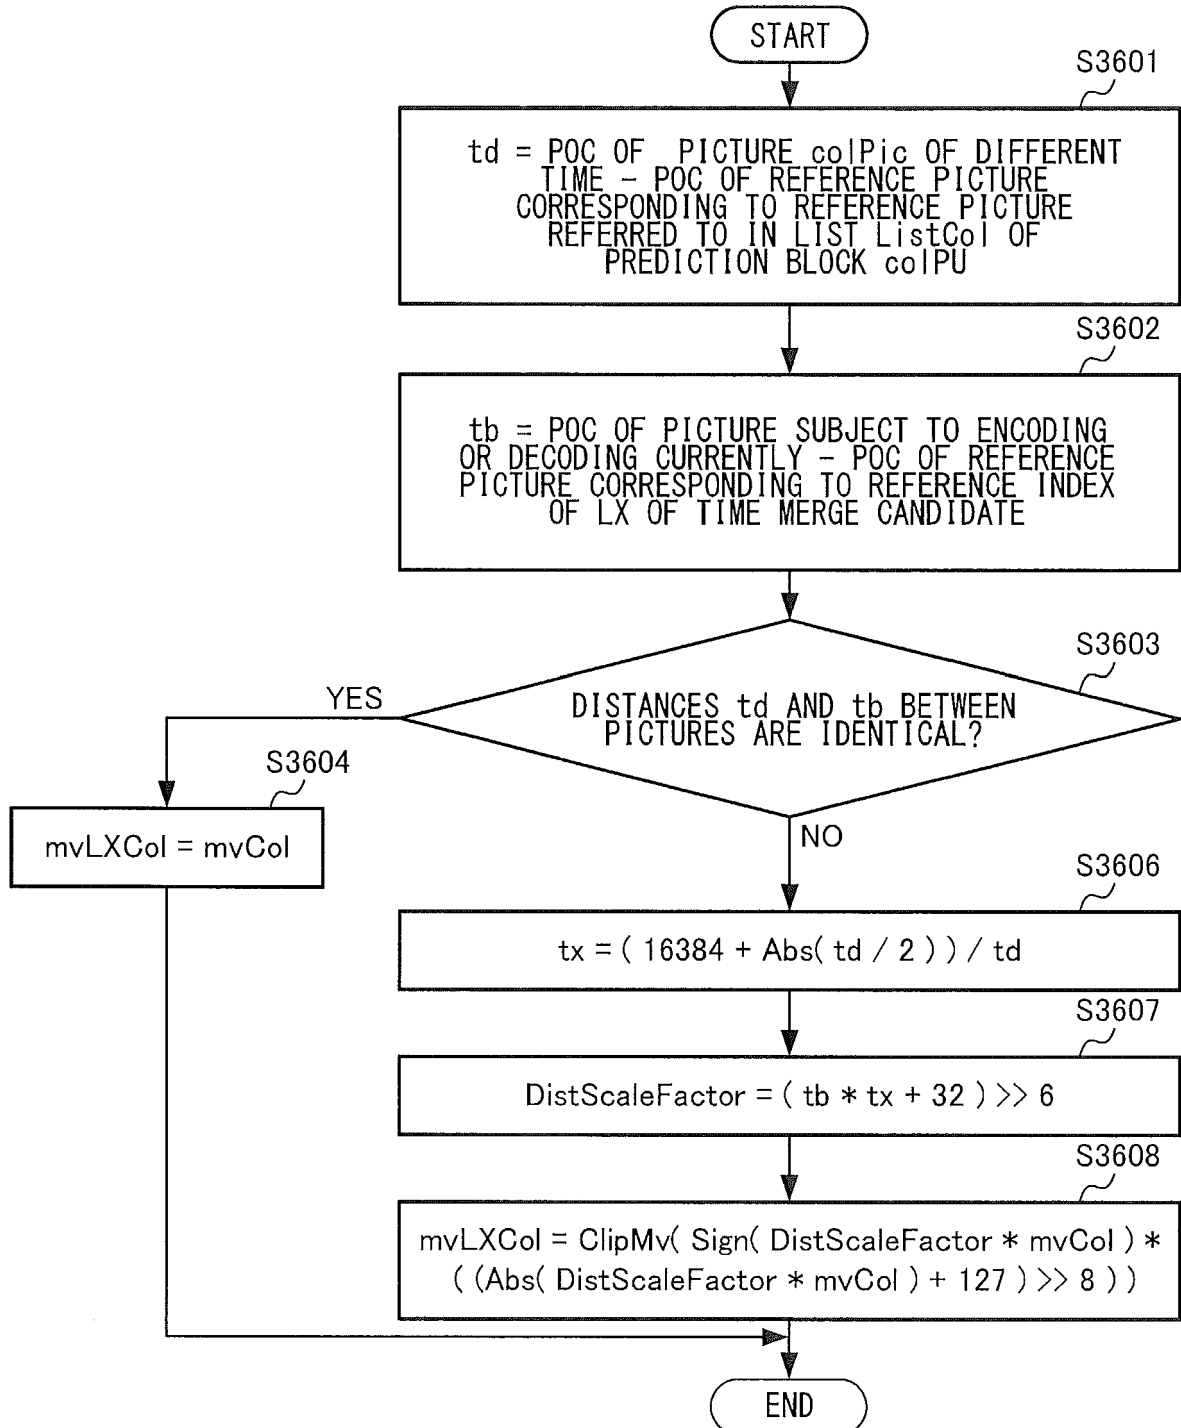 START
S3601
td = POC OF PICTURE colPic OF DIFFERENT
TIME - POC OF REFERENCE PICTURE
CORRESPONDING TO REFERENCE PICTURE
REFERRED TO IN LIST ListCol OF
PREDICTION BLOCK colPU
S3602
tb = POC OF PICTURE SUBJECT TO ENCODING
OR DECODING CURRENTLY - POC OF REFERENCE
PICTURE CORRESPONDING TO REFERENCE INDEX
OF LX OF TIME MERGE CANDIDATE
S3603
DISTANCES td AND tb BETWEEN
PICTURES ARE IDENTICAL?
YES
S3604
mvLXCol = mvCol
NO
S3606
tx = ( 16384 + Abs( td / 2 ) ) / td
S3607
DistScaleFactor = ( tb * tx + 32 ) >> 6
S3608
mvLXCol = ClipMv( Sign( DistScaleFactor * mvCol ) *
( (Abs( DistScaleFactor * mvCol ) + 127 ) >> 8 ) )
END